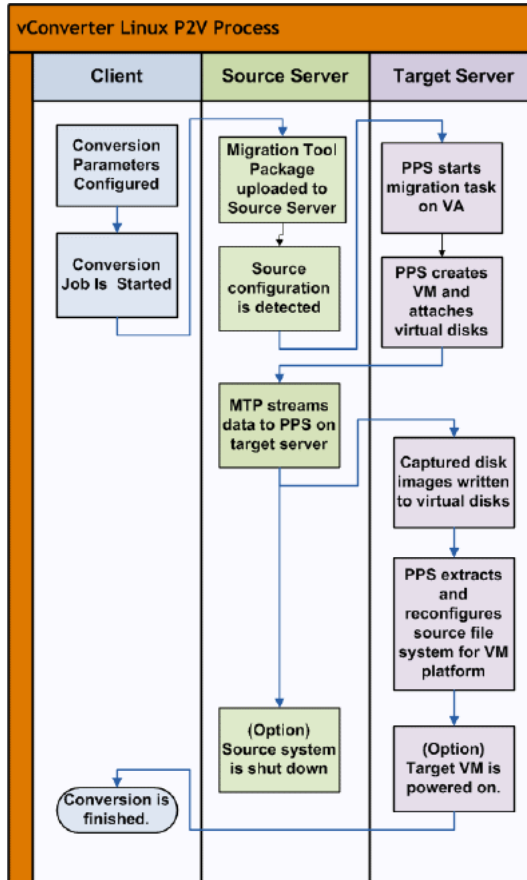 vConverter Linux P2V Process
Client
Source Server
Target Server
Conversion
Parameters
Configured
Conversion
Job Is Started
Migration Tool
Package
uploaded to
Source Server
Source
configuration
is detected
PPS starts
migration task
on VA
PPS creates
VM and
attaches
virtual disks
MTP streams
data to PPS on
target server
Captured disk
images written
to virtual disks
PPS extracts
and
reconfigures
source file
system for VM
platform
(Option)
Source system
is shut down
(Option)
Target VM is
powered on.
Conversion is
finished.